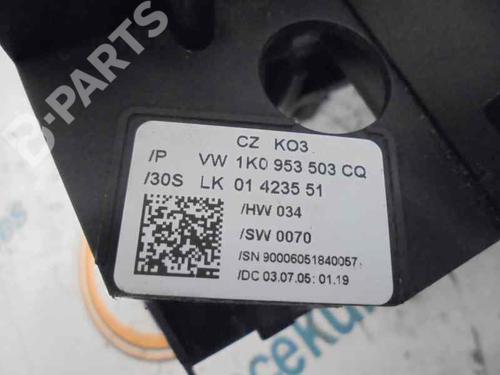 B-PARTS
CZ KO3
/P VW 1K0 953 503 CQ
/30S LK 01 4235 51
/HW 034
/SW 0070
/SN 90006051840057
/DC 03.07.05: 01.19